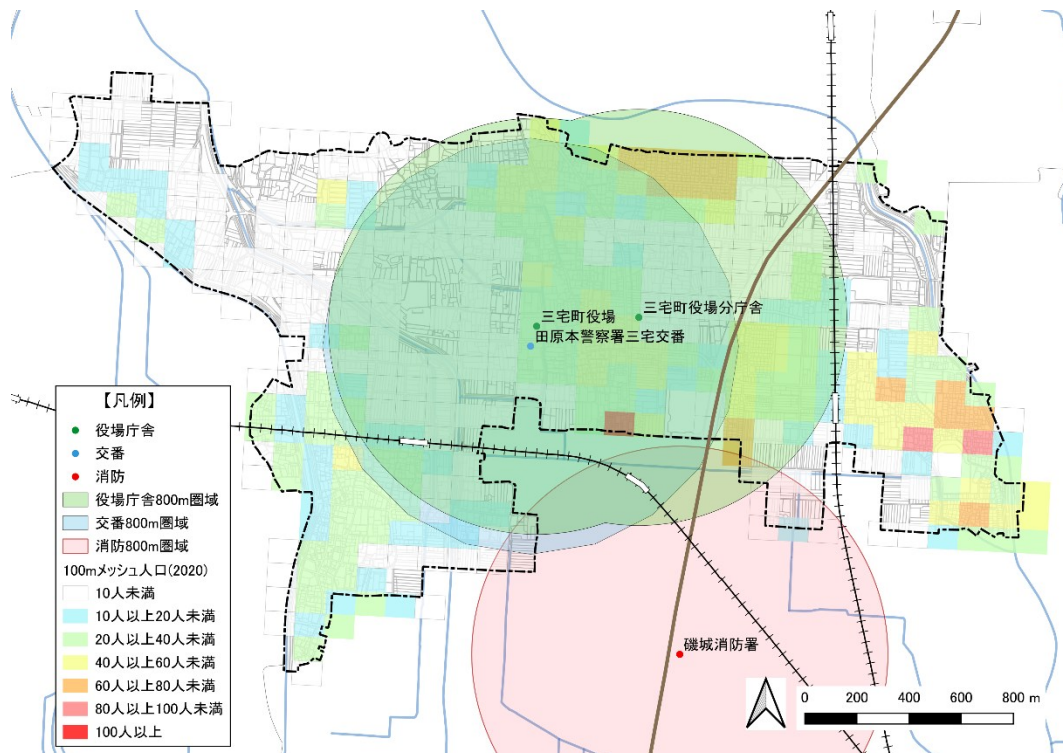 三宅町役場分庁舎
三宅町役場
田原本警察署三宅交番
磯城消防署
【凡例】
役場庁舎
交番
消防
役場庁舎800m圏域
交番800m圏域
消防800m圏域
100mメッシュ人口(2020)
10人未満
10人以上20人未満
20人以上40人未満
40人以上60人未満
60人以上80人未満
80人以上100人未満
100人以上
0 200 400 600 800 m